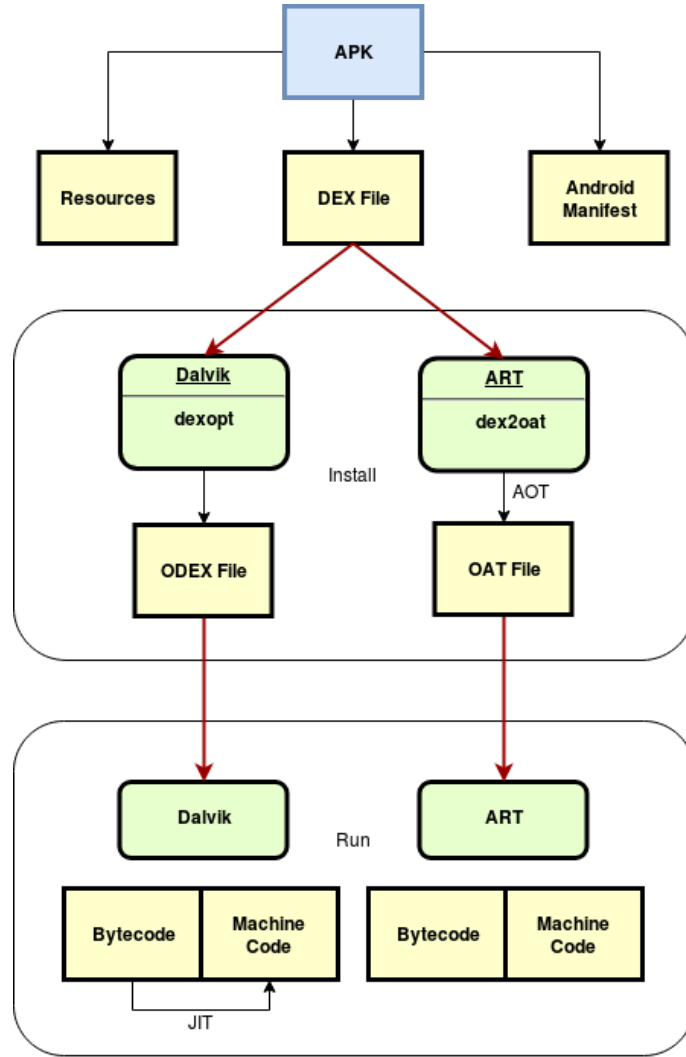 APK
Resources
DEX File
Android
Manifest
Dalvik
dexopt
ART
dex2oat
Install
AOT
ODEX File
OAT File
Dalvik
ART
Run
Bytecode
Machine
Code
Bytecode
Machine
Code
JIT